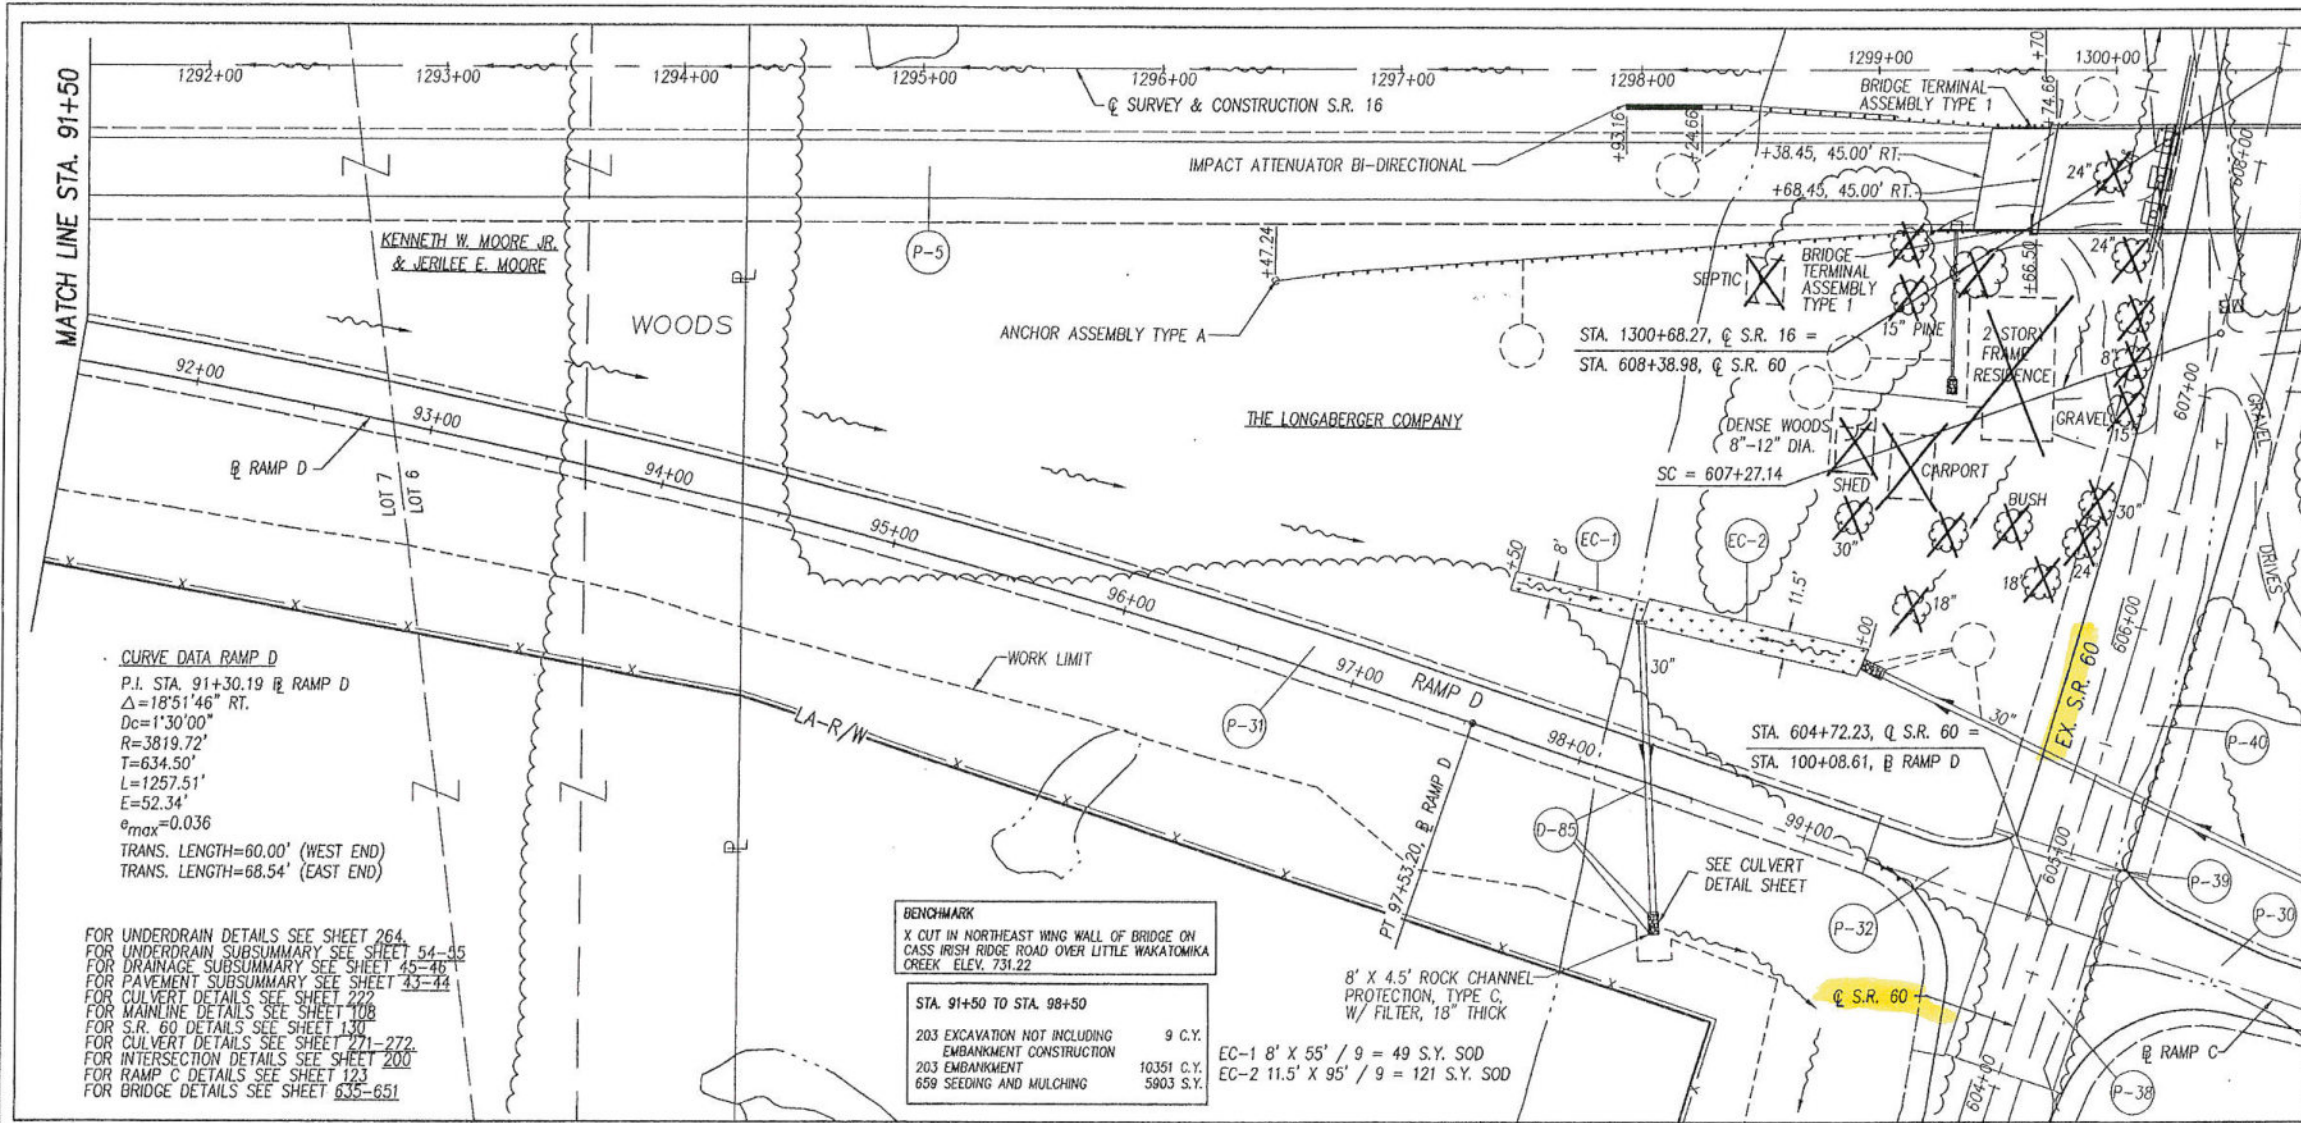 MATCH LINE STA. 91+50
1292+00
1293+00
1294+00
1295+00
1296+00
1297+00
1298+00
1299+00
1300+00
℄ SURVEY & CONSTRUCTION S.R. 16
BRIDGE TERMINAL
ASSEMBLY TYPE 1
+70
+74.66
+93.16
+24.66
IMPACT ATTENUATOR BI-DIRECTIONAL
+38.45, 45.00' RT.
+68.45, 45.00' RT.
24"
608+00
KENNETH W. MOORE JR.
& JERILEE E. MOORE
P-5
+47.24
SEPTIC
BRIDGE
TERMINAL
ASSEMBLY
TYPE 1
+66.50
24"
WOODS
ANCHOR ASSEMBLY TYPE A
STA. 1300+68.27, ℄ S.R. 16 =
STA. 608+38.98, ℄ S.R. 60
15" PINE
2 STORY
FRAME
RESIDENCE
8"
607+00
GRAVEL
DRIVES
92+00
93+00
94+00
95+00
96+00
97+00
98+00
99+00
THE LONGABERGER COMPANY
DENSE WOODS
8"-12" DIA.
GRAVEL
15"
SC = 607+27.14
SHED
CARPORT
BUSH
30"
30"
24"
18"
18"
B RAMP D
LOT 7
LOT 6
+50
8'
EC-1
EC-2
11.5'
+00
30"
30"
606+00
EX. S.R. 60
WORK LIMIT
RAMP D
P-31
LA-R/W
STA. 604+72.23, ℄ S.R. 60 =
STA. 100+08.61, B RAMP D
P-40
CURVE DATA RAMP D
P.I. STA. 91+30.19 B RAMP D
Δ=18°51'46" RT.
Dc=1°30'00"
R=3819.72'
T=634.50'
L=1257.51'
E=52.34'
emax=0.036
TRANS. LENGTH=60.00' (WEST END)
TRANS. LENGTH=68.54' (EAST END)
PT 97+53.20, B RAMP D
D-85
SEE CULVERT
DETAIL SHEET
605+00
P-39
P-32
P-30
FOR UNDERDRAIN DETAILS SEE SHEET 264.
FOR UNDERDRAIN SUBSUMMARY SEE SHEET 54-55
FOR DRAINAGE SUBSUMMARY SEE SHEET 45-46
FOR PAVEMENT SUBSUMMARY SEE SHEET 43-44
FOR CULVERT DETAILS SEE SHEET 222
FOR MAINLINE DETAILS SEE SHEET 108
FOR S.R. 60 DETAILS SEE SHEET 130
FOR CULVERT DETAILS SEE SHEET 271-272.
FOR INTERSECTION DETAILS SEE SHEET 200
FOR RAMP C DETAILS SEE SHEET 123
FOR BRIDGE DETAILS SEE SHEET 635-651
BENCHMARK
X CUT IN NORTHEAST WING WALL OF BRIDGE ON
CASS IRISH RIDGE ROAD OVER LITTLE WAKATOMIKA
CREEK ELEV. 731.22
STA. 91+50 TO STA. 98+50
203 EXCAVATION NOT INCLUDING 9 C.Y.
EMBANKMENT CONSTRUCTION
203 EMBANKMENT 10351 C.Y.
659 SEEDING AND MULCHING 5903 S.Y.
8' X 4.5' ROCK CHANNEL
PROTECTION, TYPE C,
W/ FILTER, 18" THICK
EC-1 8' X 55' / 9 = 49 S.Y. SOD
EC-2 11.5' X 95' / 9 = 121 S.Y. SOD
℄ S.R. 60
604+00
B RAMP C
P-38